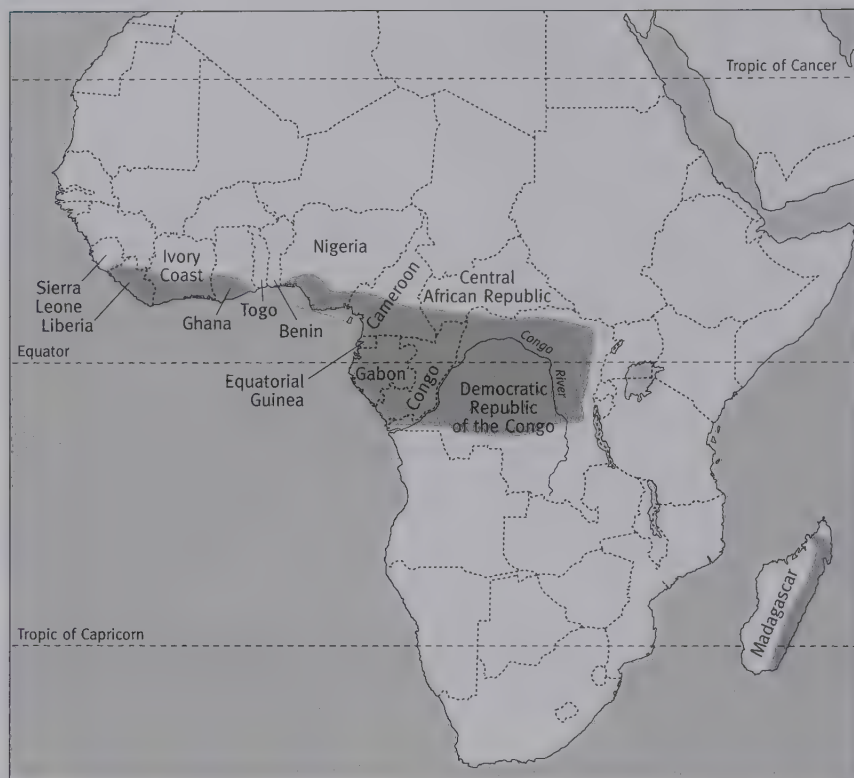 Tropic of Cancer
Nigeria
Ivory
Coast
Cameroon
Central
African Republic
Sierra
Leone
Liberia
Ghana
Togo
Benin
Equator
Congo
River
Equatorial
Guinea
Gabon
Congo
Democratic
Republic
of the Congo
Tropic of Capricorn
Madagascar